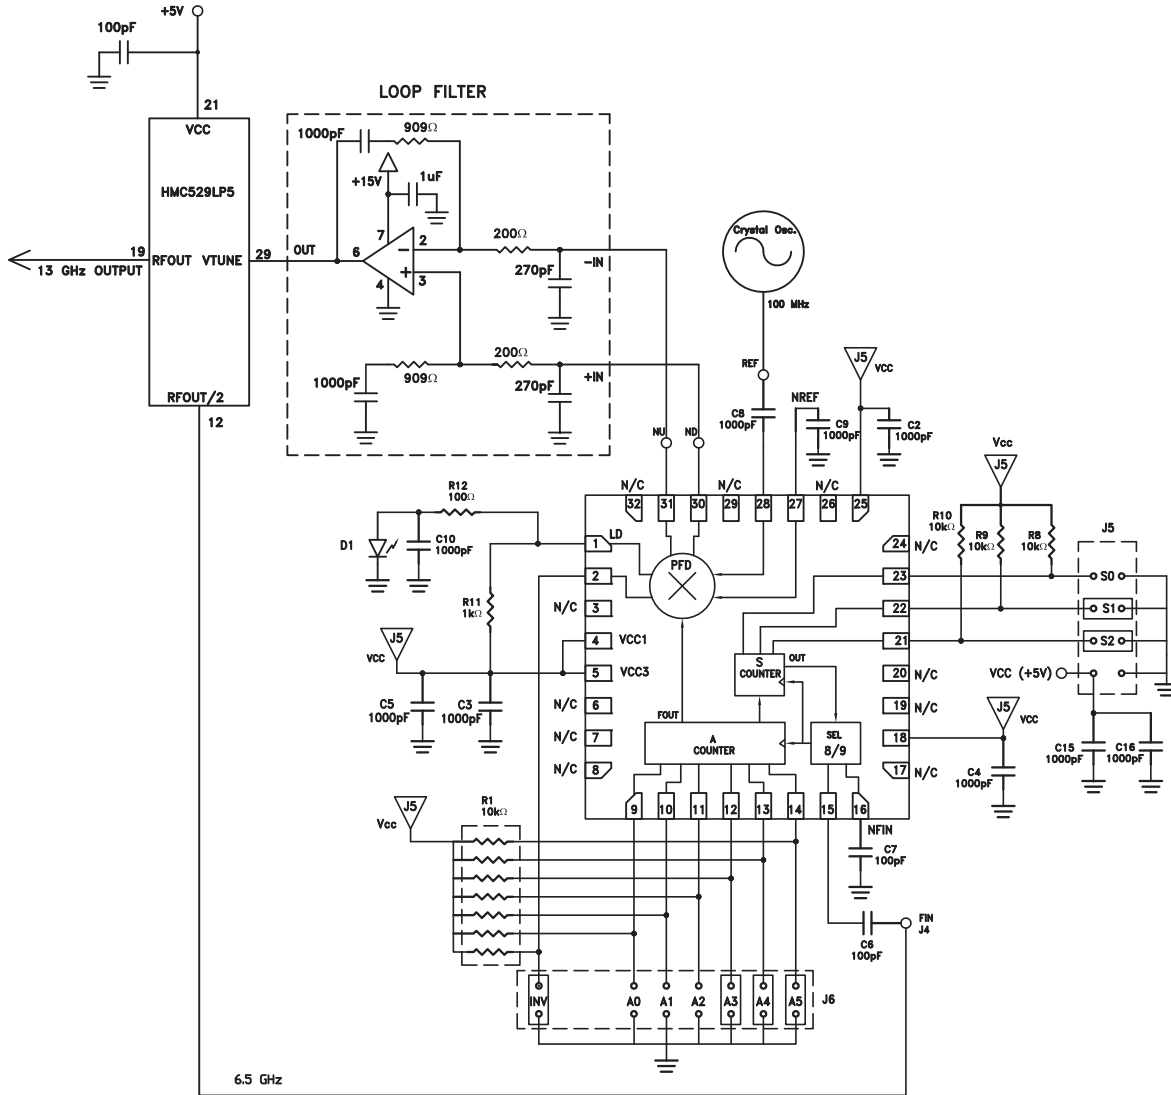 +5V
100pF
21
VCC
HMC529LP5
19
RFOUT VTUNE
29
13 GHz OUTPUT
RFOUT/2
12
LOOP FILTER
1000pF
909Ω
+15V
1uF
7
2
OUT
6
−
+
3
4
200Ω
270pF
-IN
200Ω
909Ω
1000pF
270pF
+IN
Crystal Osc.
100 MHz
REF
J5
VCC
NREF
C8
1000pF
C9
1000pF
C2
1000pF
NU
ND
N/C
N/C
N/C
32
31
30
29
28
27
26
25
R12
100Ω
D1
C10
1000pF
1
LD
PFD
2
R11
1kΩ
N/C
3
J5
VCC
4
VCC1
5
VCC3
C5
1000pF
C3
1000pF
N/C
6
N/C
7
N/C
8
S
COUNTER
OUT
FOUT
A
COUNTER
SEL
8/9
Vcc
J5
R10
10kΩ
R9
10kΩ
R8
10kΩ
J5
24
N/C
23
S0
22
S1
21
S2
20
N/C
VCC (+5V)
19
N/C
18
J5
VCC
17
N/C
C4
1000pF
C15
1000pF
C16
1000pF
9
10
11
12
13
14
15
16
NFIN
C7
100pF
J5
Vcc
R1
10kΩ
FIN
J4
C6
100pF
INV
A0
A1
A2
A3
A4
A5
J6
6.5 GHz